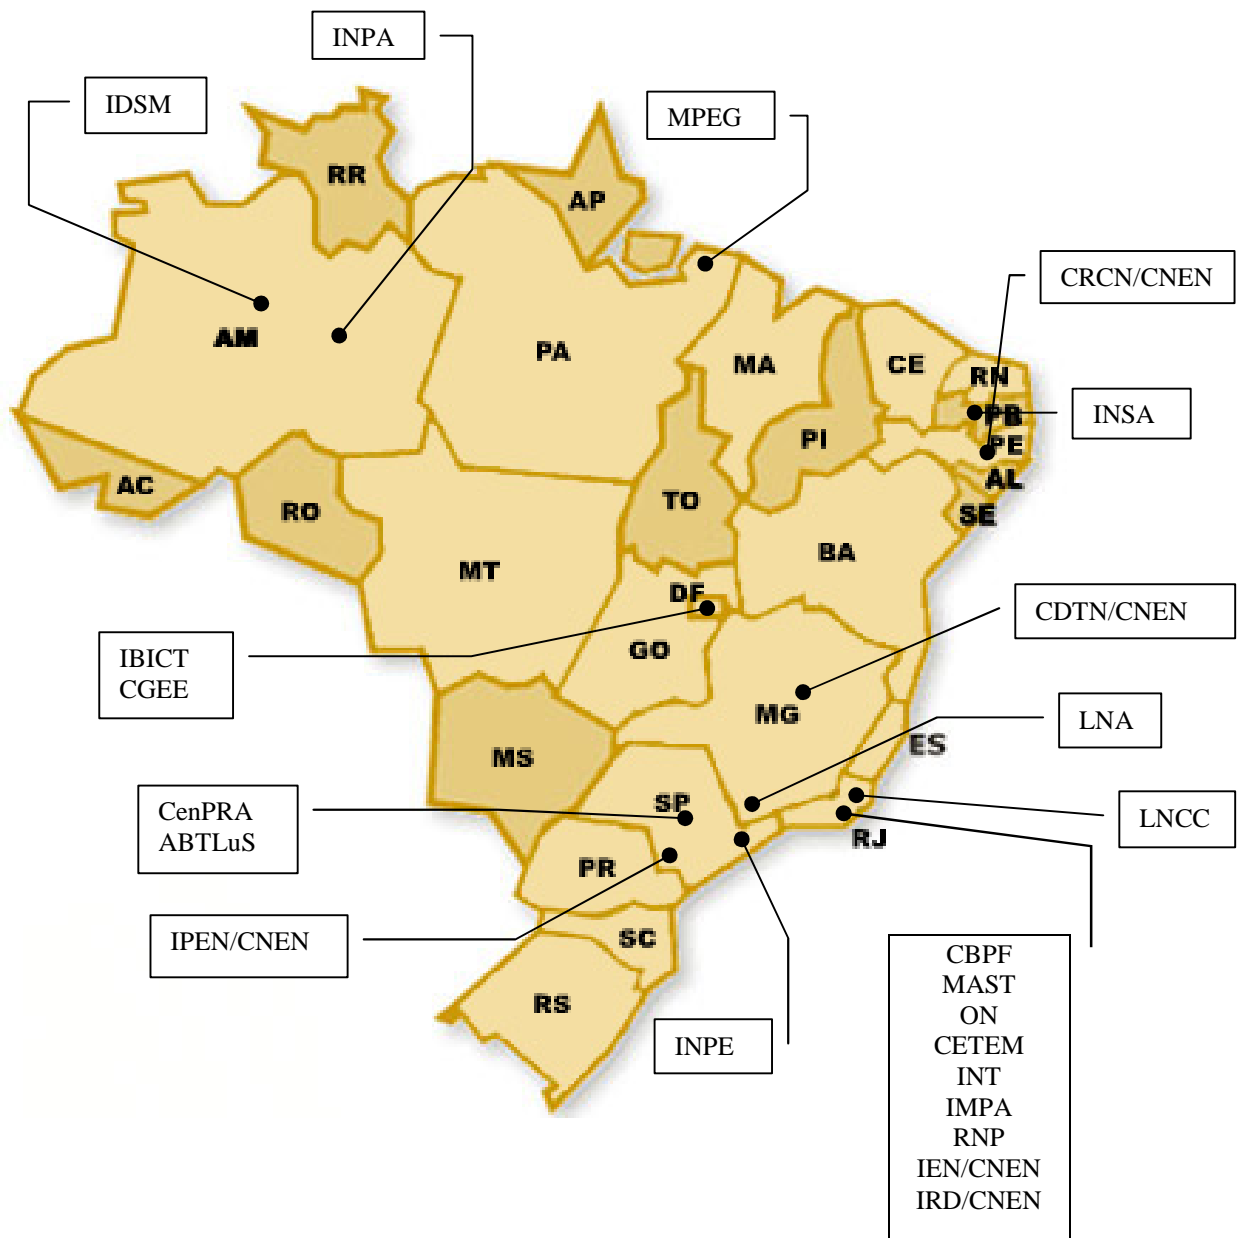 INPA
IDSM
MPEG
RR
AP
CRCN/CNEN
AM
PA
MA
CE
RN
PB
INSA
PI
PE
AL
AC
RO
TO
SE
BA
MT
DF
CDTN/CNEN
IBICT
CGEE
GO
MG
LNA
ES
MS
CenPRA
ABTLuS
SP
LNCC
RJ
PR
IPEN/CNEN
SC
RS
INPE
CBPF
MAST
ON
CETEM
INT
IMPA
RNP
IEN/CNEN
IRD/CNEN